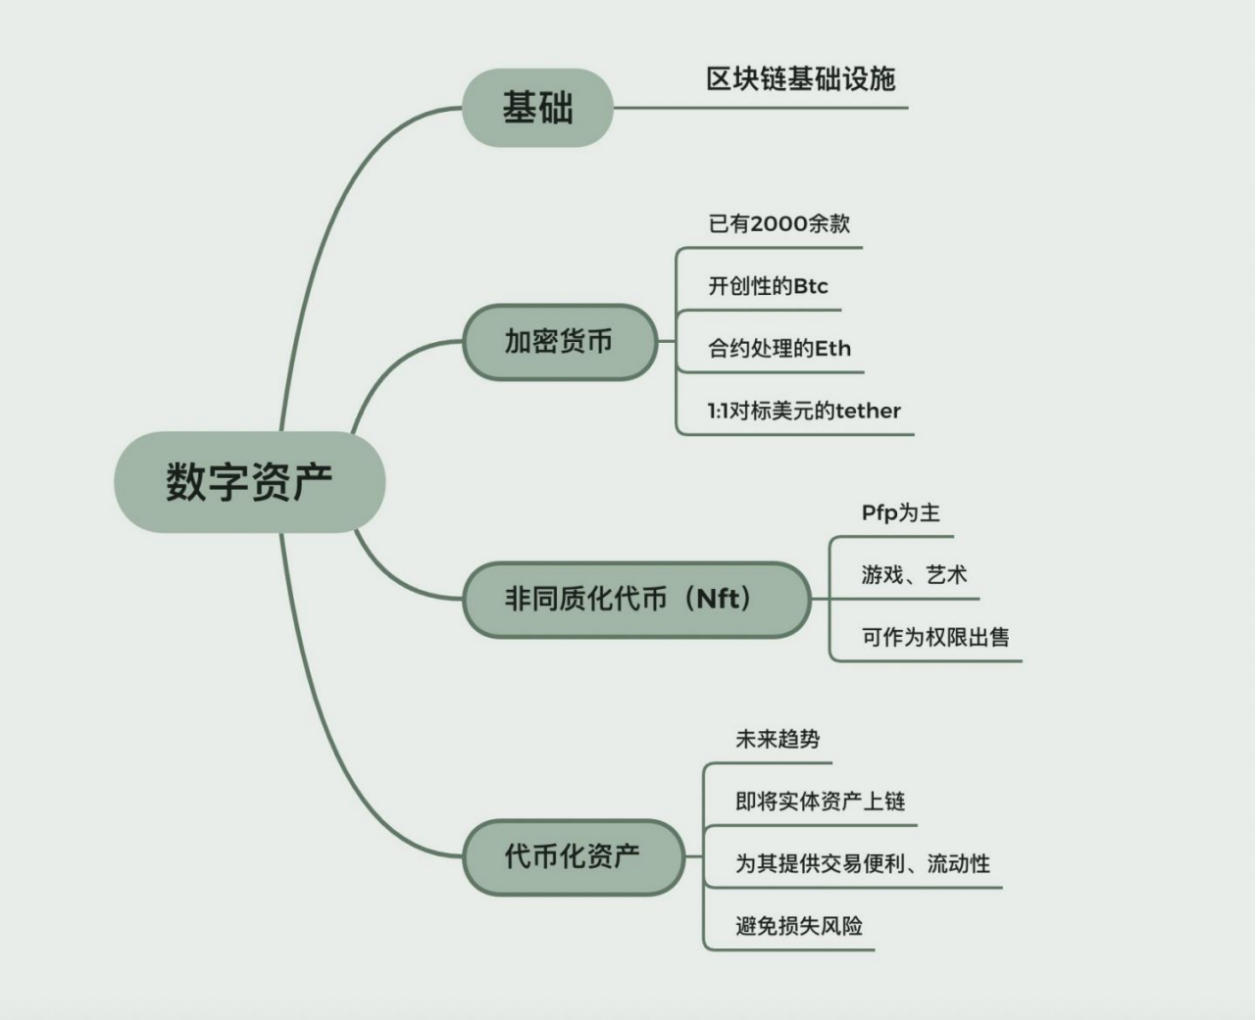 数字资产
基础
区块链基础设施
加密货币
已有2000余款
开创性的Btc
合约处理的Eth
1:1对标美元的tether
非同质化代币（Nft）
Pfp为主
游戏、艺术
可作为权限出售
代币化资产
未来趋势
即将实体资产上链
为其提供交易便利、流动性
避免损失风险